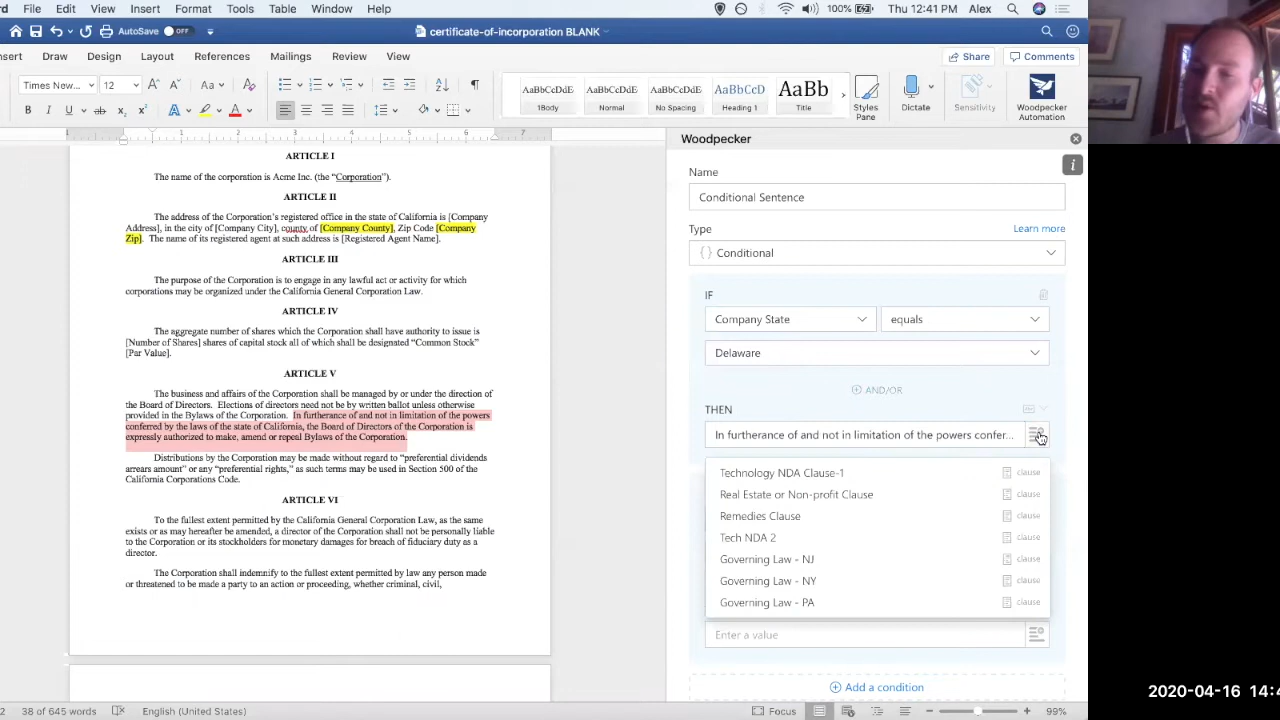 File Edit View Insert Format Tools Table Window Help 100% Thu 12:41 PM Alex
AutoSave OFF certificate-of-incorporation BLANK
nsert Draw Design Layout References Mailings Review View Share Comments
Times New... 12 Aa AaBbCcDdE AaBbCcDdE AaBbCcDdE AaBbCcD AaBb
1Body Normal No Spacing Heading 1 Title
Styles Pane Dictate Sensitivity Woodpecker Automation
1 1 2 3 4 5 6 7
ARTICLE I
The name of the corporation is Acme Inc. (the “Corporation”).
ARTICLE II
The address of the Corporation’s registered office in the state of California is [Company
Address], in the city of [Company City], county of [Company County], Zip Code [Company
Zip]. The name of its registered agent at such address is [Registered Agent Name].
ARTICLE III
The purpose of the Corporation is to engage in any lawful act or activity for which
corporations may be organized under the California General Corporation Law.
ARTICLE IV
The aggregate number of shares which the Corporation shall have authority to issue is
[Number of Shares] shares of capital stock all of which shall be designated “Common Stock”
[Par Value].
ARTICLE V
The business and affairs of the Corporation shall be managed by or under the direction of
the Board of Directors. Elections of directors need not be by written ballot unless otherwise
provided in the Bylaws of the Corporation. In furtherance of and not in limitation of the powers
conferred by the laws of the state of California, the Board of Directors of the Corporation is
expressly authorized to make, amend or repeal Bylaws of the Corporation.
Distributions by the Corporation may be made without regard to “preferential dividends
arrears amount” or any “preferential rights,” as such terms may be used in Section 500 of the
California Corporations Code.
ARTICLE VI
To the fullest extent permitted by the California General Corporation Law, as the same
exists or as may hereafter be amended, a director of the Corporation shall not be personally liable
to the Corporation or its stockholders for monetary damages for breach of fiduciary duty as a
director.
The Corporation shall indemnify to the fullest extent permitted by law any person made
or threatened to be made a party to an action or proceeding, whether criminal, civil,
Woodpecker
Name
Conditional Sentence
Type Learn more
Conditional
IF
Company State equals
Delaware
AND/OR
THEN
In furtherance of and not in limitation of the powers confer...
Technology NDA Clause-1 clause
Real Estate or Non-profit Clause clause
Remedies Clause clause
Tech NDA 2 clause
Governing Law - NJ clause
Governing Law - NY clause
Governing Law - PA clause
Enter a value
Add a condition
2 38 of 645 words English (United States) Focus 99%
2020-04-16 14:4